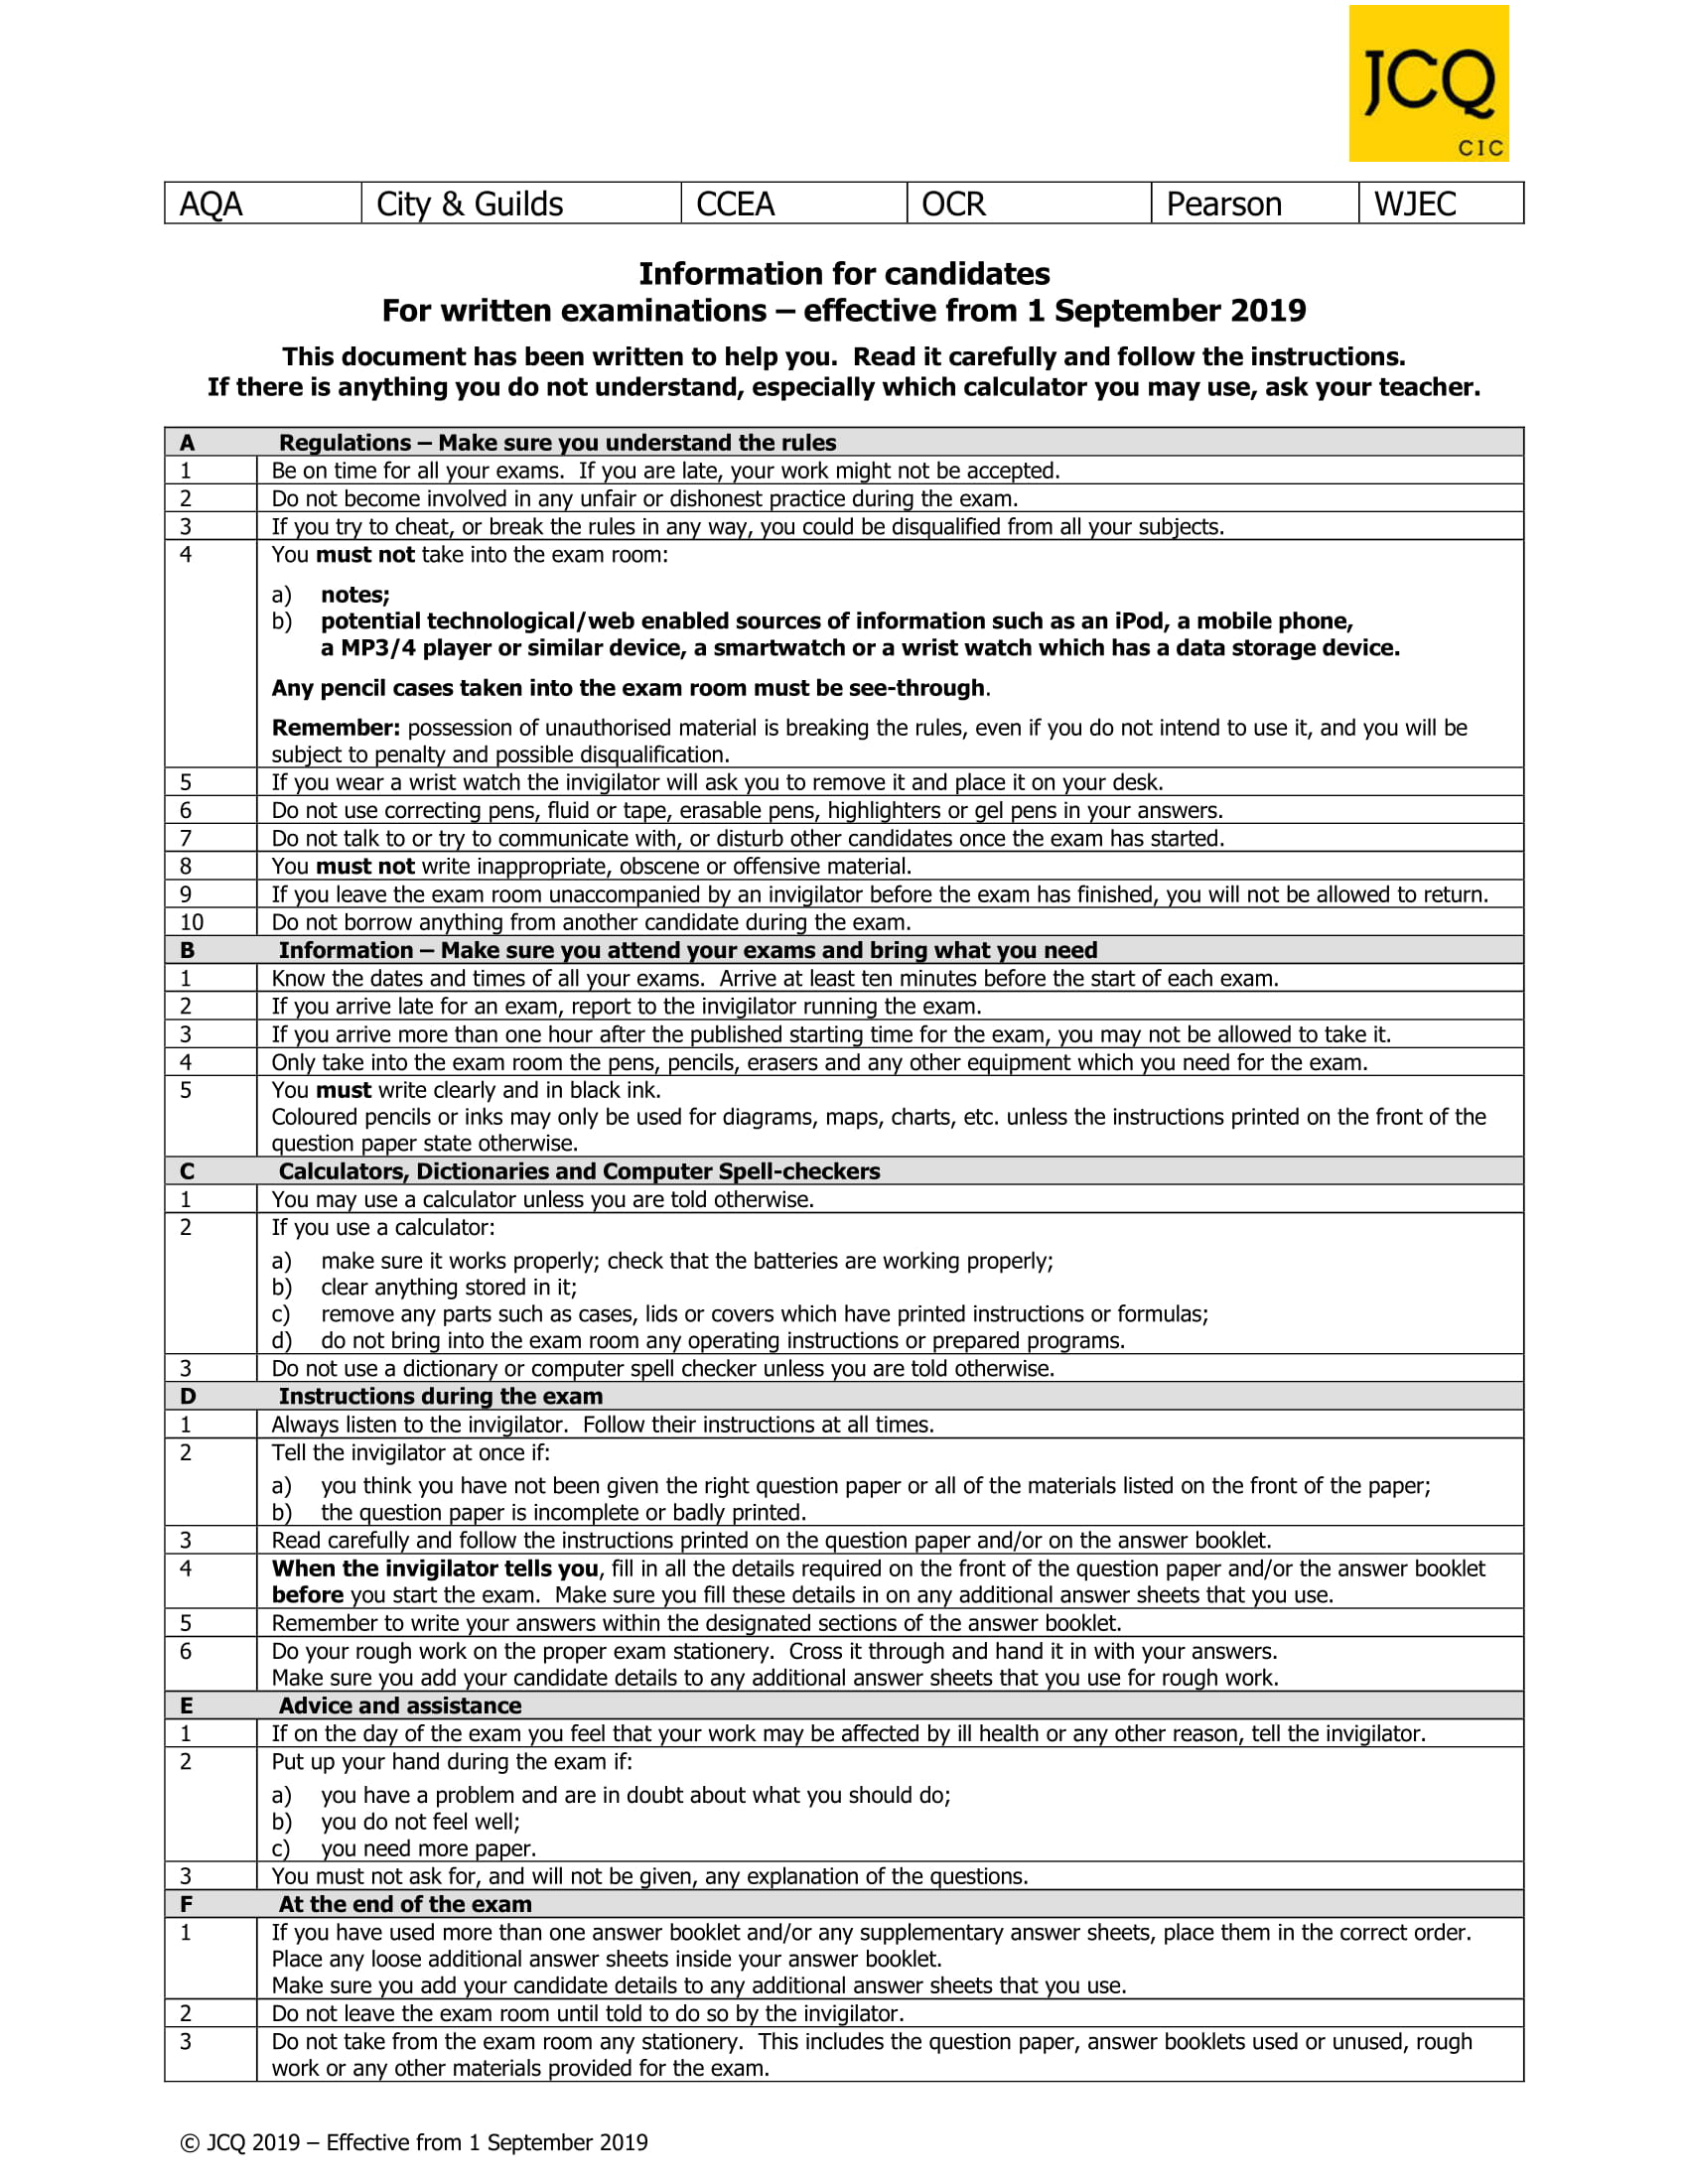 JCQ
CIC
AQA City & Guilds CCEA OCR Pearson WJEC
Information for candidates
For written examinations – effective from 1 September 2019
This document has been written to help you. Read it carefully and follow the instructions.
If there is anything you do not understand, especially which calculator you may use, ask your teacher.
A Regulations – Make sure you understand the rules
1 Be on time for all your exams. If you are late, your work might not be accepted.
2 Do not become involved in any unfair or dishonest practice during the exam.
3 If you try to cheat, or break the rules in any way, you could be disqualified from all your subjects.
4 You must not take into the exam room:
a) notes;
b) potential technological/web enabled sources of information such as an iPod, a mobile phone,
a MP3/4 player or similar device, a smartwatch or a wrist watch which has a data storage device.
Any pencil cases taken into the exam room must be see-through.
Remember: possession of unauthorised material is breaking the rules, even if you do not intend to use it, and you will be
subject to penalty and possible disqualification.
5 If you wear a wrist watch the invigilator will ask you to remove it and place it on your desk.
6 Do not use correcting pens, fluid or tape, erasable pens, highlighters or gel pens in your answers.
7 Do not talk to or try to communicate with, or disturb other candidates once the exam has started.
8 You must not write inappropriate, obscene or offensive material.
9 If you leave the exam room unaccompanied by an invigilator before the exam has finished, you will not be allowed to return.
10 Do not borrow anything from another candidate during the exam.
B Information – Make sure you attend your exams and bring what you need
1 Know the dates and times of all your exams. Arrive at least ten minutes before the start of each exam.
2 If you arrive late for an exam, report to the invigilator running the exam.
3 If you arrive more than one hour after the published starting time for the exam, you may not be allowed to take it.
4 Only take into the exam room the pens, pencils, erasers and any other equipment which you need for the exam.
5 You must write clearly and in black ink.
Coloured pencils or inks may only be used for diagrams, maps, charts, etc. unless the instructions printed on the front of the
question paper state otherwise.
C Calculators, Dictionaries and Computer Spell-checkers
1 You may use a calculator unless you are told otherwise.
2 If you use a calculator:
a) make sure it works properly; check that the batteries are working properly;
b) clear anything stored in it;
c) remove any parts such as cases, lids or covers which have printed instructions or formulas;
d) do not bring into the exam room any operating instructions or prepared programs.
3 Do not use a dictionary or computer spell checker unless you are told otherwise.
D Instructions during the exam
1 Always listen to the invigilator. Follow their instructions at all times.
2 Tell the invigilator at once if:
a) you think you have not been given the right question paper or all of the materials listed on the front of the paper;
b) the question paper is incomplete or badly printed.
3 Read carefully and follow the instructions printed on the question paper and/or on the answer booklet.
4 When the invigilator tells you, fill in all the details required on the front of the question paper and/or the answer booklet
before you start the exam. Make sure you fill these details in on any additional answer sheets that you use.
5 Remember to write your answers within the designated sections of the answer booklet.
6 Do your rough work on the proper exam stationery. Cross it through and hand it in with your answers.
Make sure you add your candidate details to any additional answer sheets that you use for rough work.
E Advice and assistance
1 If on the day of the exam you feel that your work may be affected by ill health or any other reason, tell the invigilator.
2 Put up your hand during the exam if:
a) you have a problem and are in doubt about what you should do;
b) you do not feel well;
c) you need more paper.
3 You must not ask for, and will not be given, any explanation of the questions.
F At the end of the exam
1 If you have used more than one answer booklet and/or any supplementary answer sheets, place them in the correct order.
Place any loose additional answer sheets inside your answer booklet.
Make sure you add your candidate details to any additional answer sheets that you use.
2 Do not leave the exam room until told to do so by the invigilator.
3 Do not take from the exam room any stationery. This includes the question paper, answer booklets used or unused, rough
work or any other materials provided for the exam.
© JCQ 2019 – Effective from 1 September 2019